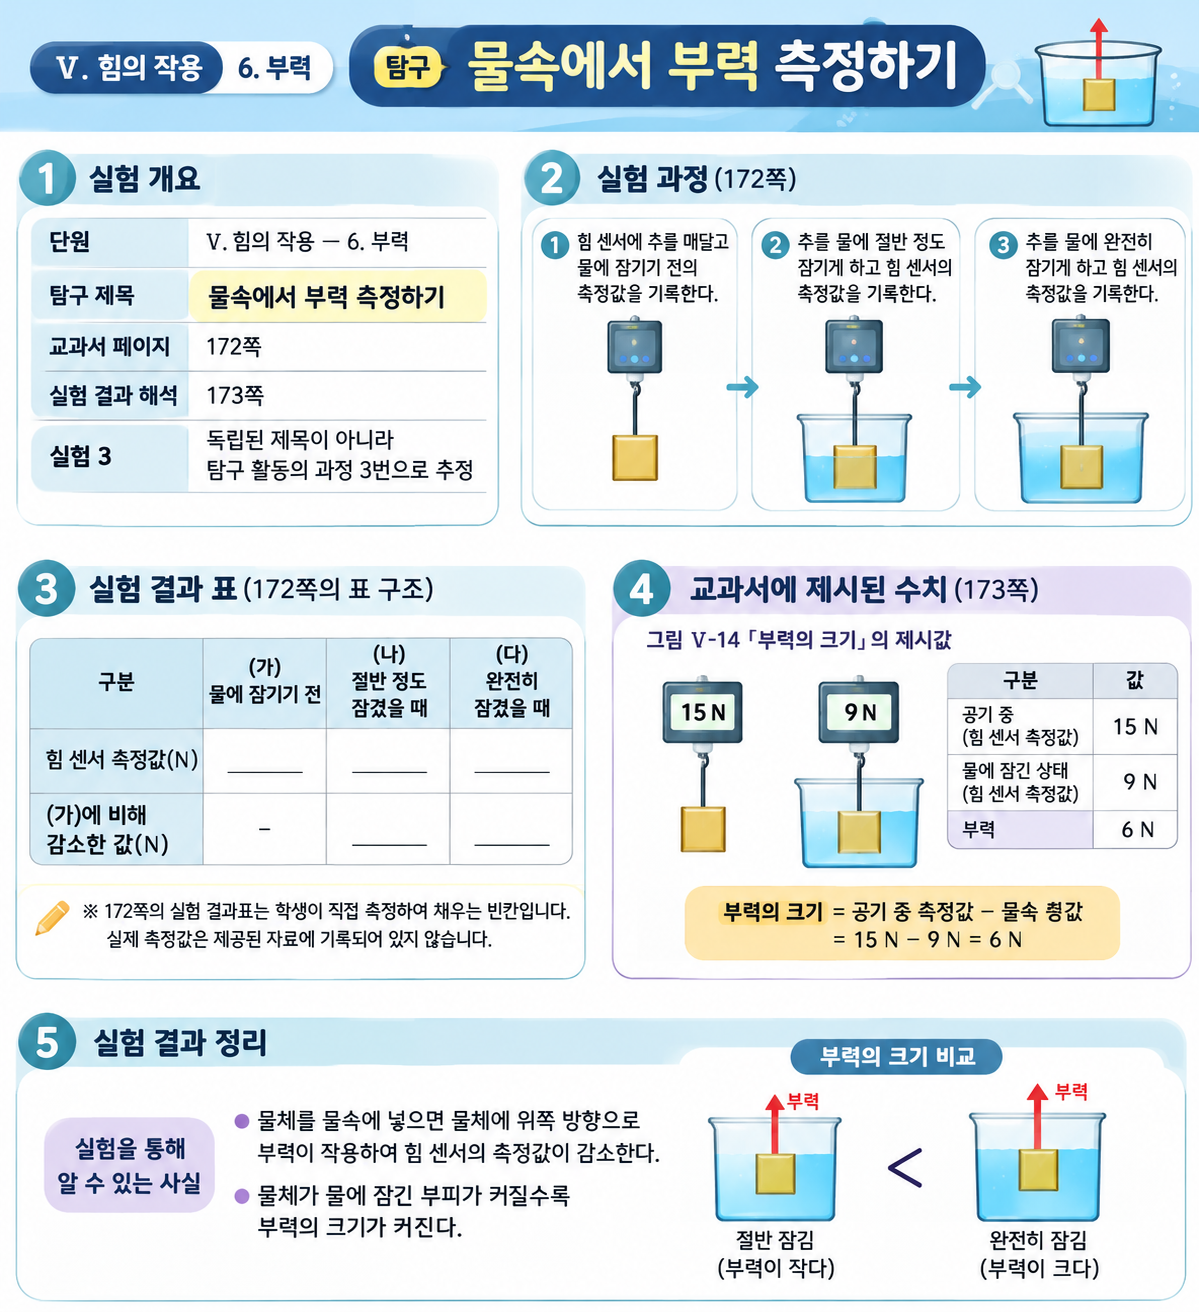 Ⅴ. 힘의 작용 6. 부력
탐구 물속에서 부력 측정하기
1 실험 개요
단원 Ⅴ. 힘의 작용 – 6. 부력
탐구 제목 물속에서 부력 측정하기
교과서 페이지 172쪽
실험 결과 해석 173쪽
실험 3 독립된 제목이 아니라
탐구 활동의 과정 3번으로 추정
2 실험 과정(172쪽)
1 힘 센서에 추를 매달고
물에 잠기기 전의
측정값을 기록한다.
2 추를 물에 절반 정도
잠기게 하고 힘 센서의
측정값을 기록한다.
3 추를 물에 완전히
잠기게 하고 힘 센서의
측정값을 기록한다.
3 실험 결과 표(172쪽의 표 구조)
구분
(가)
물에 잠기기 전
(나)
절반 정도
잠겼을 때
(다)
완전히
잠겼을 때
힘 센서 측정값(N)
(가)에 비해
감소한 값(N)
–
※ 172쪽의 실험 결과표는 학생이 직접 측정하여 채우는 빈칸입니다.
실제 측정값은 제공된 자료에 기록되어 있지 않습니다.
4 교과서에 제시된 수치(173쪽)
그림 Ⅴ-14 「부력의 크기」의 제시값
15 N
9 N
구분 값
공기 중
(힘 센서 측정값)
15 N
물에 잠긴 상태
(힘 센서 측정값)
9 N
부력 6 N
부력의 크기 = 공기 중 측정값 – 물속 측값
= 15 N – 9 N = 6 N
5 실험 결과 정리
실험을 통해
알 수 있는 사실
물체를 물속에 넣으면 물체에 위쪽 방향으로
부력이 작용하여 힘 센서의 측정값이 감소한다.
물체가 물에 잠긴 부피가 커질수록
부력의 크기가 커진다.
부력의 크기 비교
부력
<
부력
절반 잠김
(부력이 작다)
완전히 잠김
(부력이 크다)